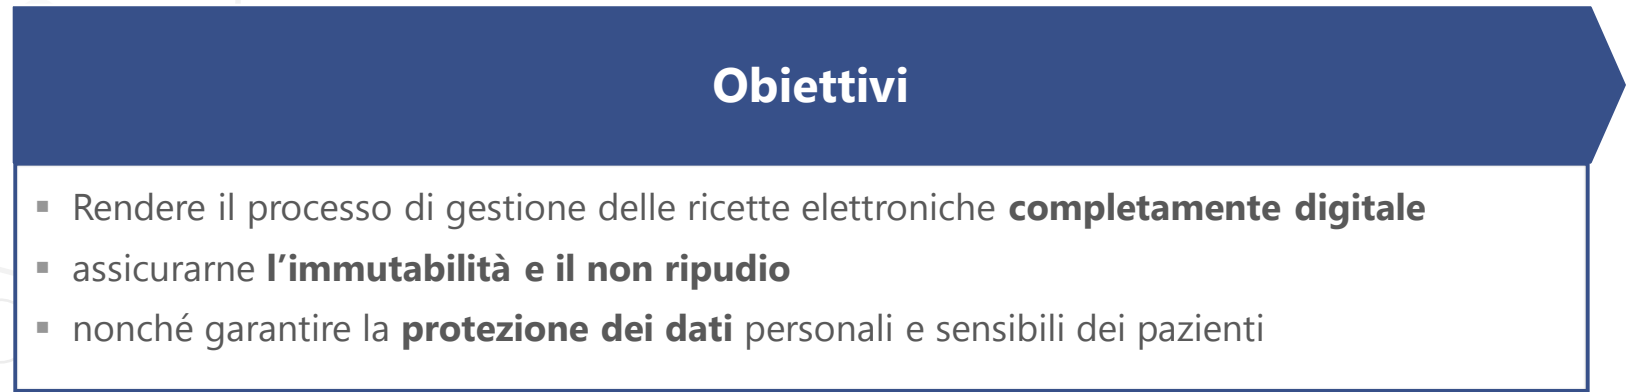 Obiettivi
▪ Rendere il processo di gestione delle ricette elettroniche completamente digitale
▪ assicurarne l’immutabilità e il non ripudio
▪ nonché garantire la protezione dei dati personali e sensibili dei pazienti